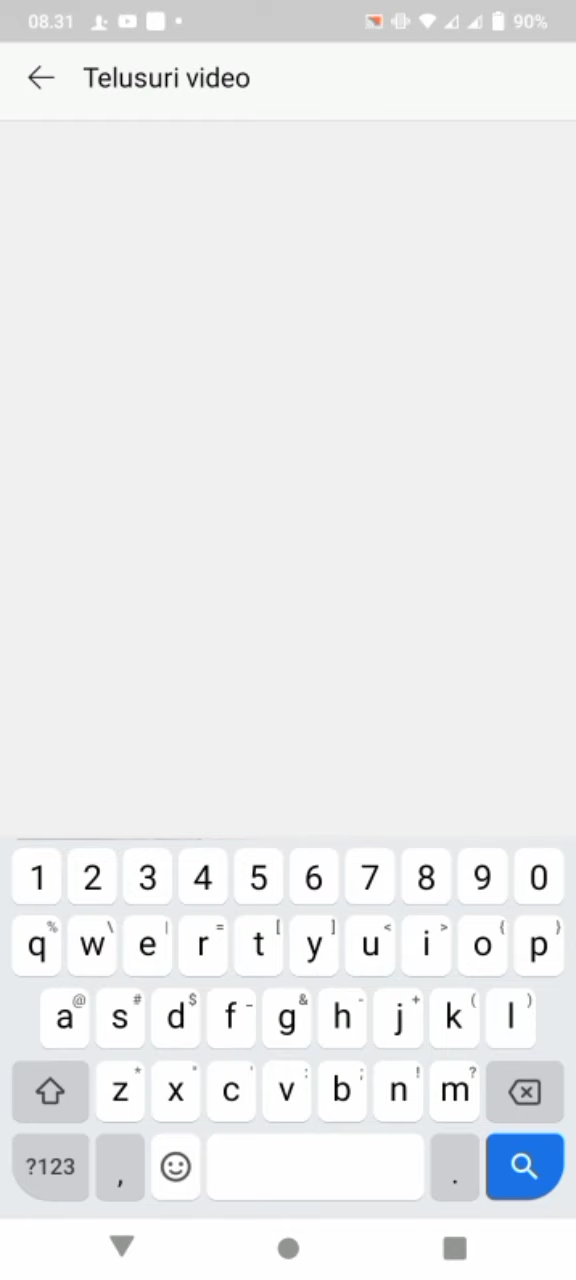 08.31 90%
Telusuri video
1 2 3 4 5 6 7 8 9 0
% \ | = [ ] < > { }
q w e r t y u i o p
@ # $ - & - + ( )
a s d f g h j k l
* " ' : ; ! ?
z x c v b n m
?123 , .